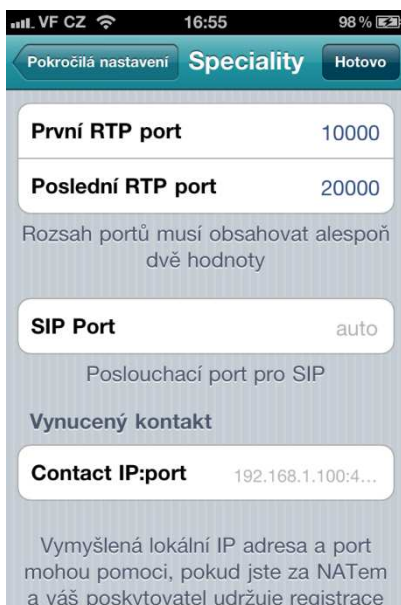 VF CZ 16:55 98 %
Pokročilá nastavení Speciality Hotovo
První RTP port 10000
Poslední RTP port 20000
Rozsah portů musí obsahovat alespoň
dvě hodnoty
SIP Port auto
Poslouchací port pro SIP
Vynucený kontakt
Contact IP:port 192.168.1.100:4...
Vymyšlená lokální IP adresa a port
mohou pomoci, pokud jste za NATem
a váš poskytovatel udržuje registrace